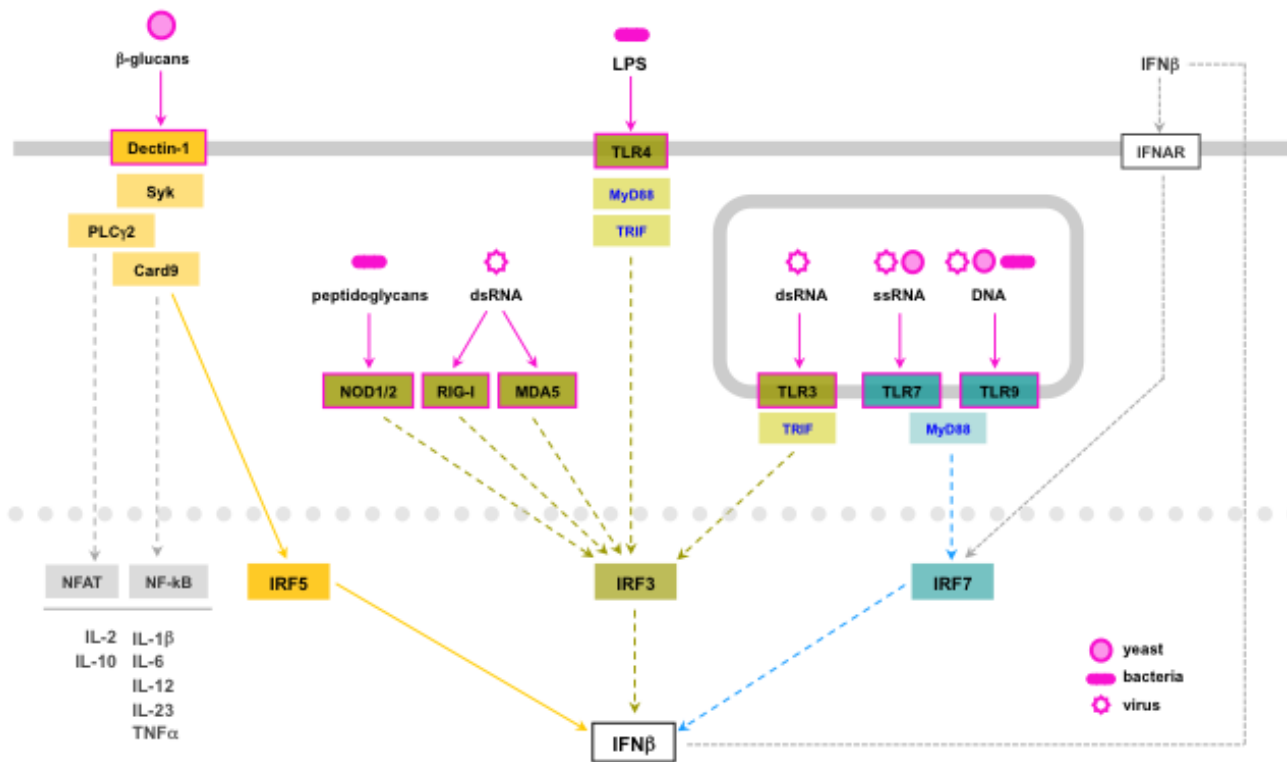 β-glucans
LPS
IFNβ
Dectin-1
TLR4
IFNAR
Syk
MyD88
PLCγ2
TRIF
Card9
peptidoglycans
dsRNA
dsRNA
ssRNA
DNA
NOD1/2
RIG-I
MDA5
TLR3
TLR7
TLR9
TRIF
MyD88
NFAT
NF-kB
IRF5
IRF3
IRF7
IL-2
IL-10
IL-1β
IL-6
IL-12
IL-23
TNFα
yeast
bacteria
virus
IFNβ